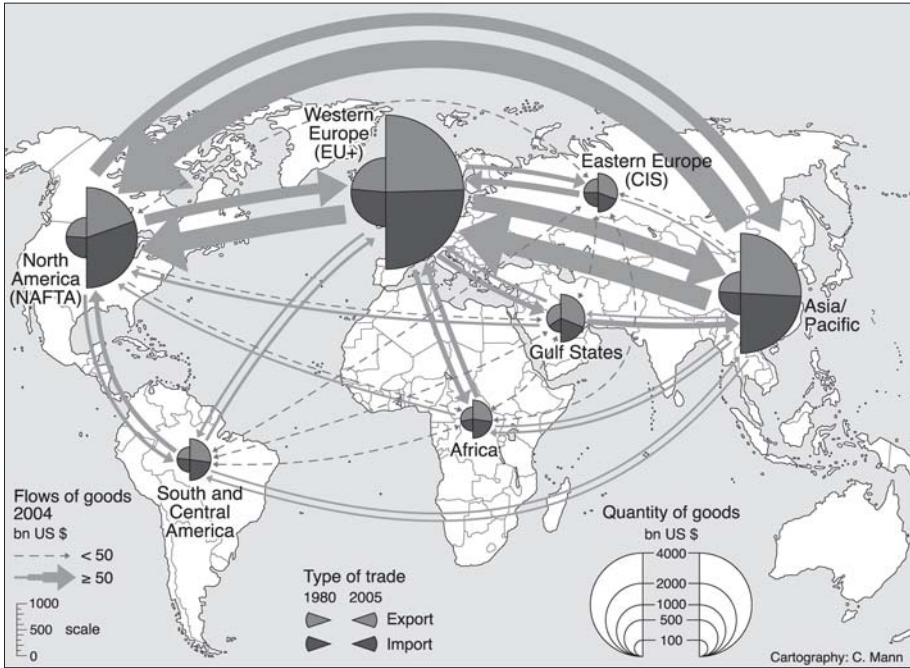 Western
Europe
(EU+)
Eastern Europe
(CIS)
North
America
(NAFTA)
Asia/
Pacific
Gulf States
Africa
South and
Central
America
Flows of goods
2004
bn US $
< 50
≥ 50
1000
500
0
scale
Type of trade
1980 2005
Export
Import
Quantity of goods
bn US $
4000
2000
1000
500
100
Cartography: C. Mann